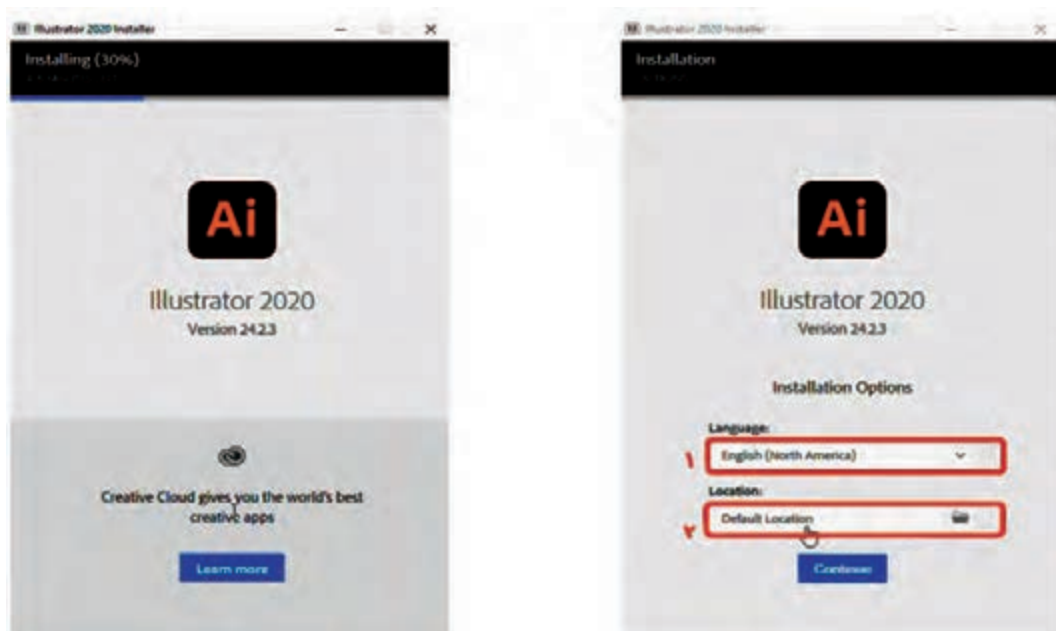 Illustrator 2020 Installer
Installing (30%)
Ai
Illustrator 2020
Version 24.2.3
Creative Cloud gives you the world's best
creative apps
Learn more
Illustrator 2020 Installer
Installation
Ai
Illustrator 2020
Version 24.2.3
Installation Options
Language:
۱
English (North America)
Location:
۲
Default Location
Continue